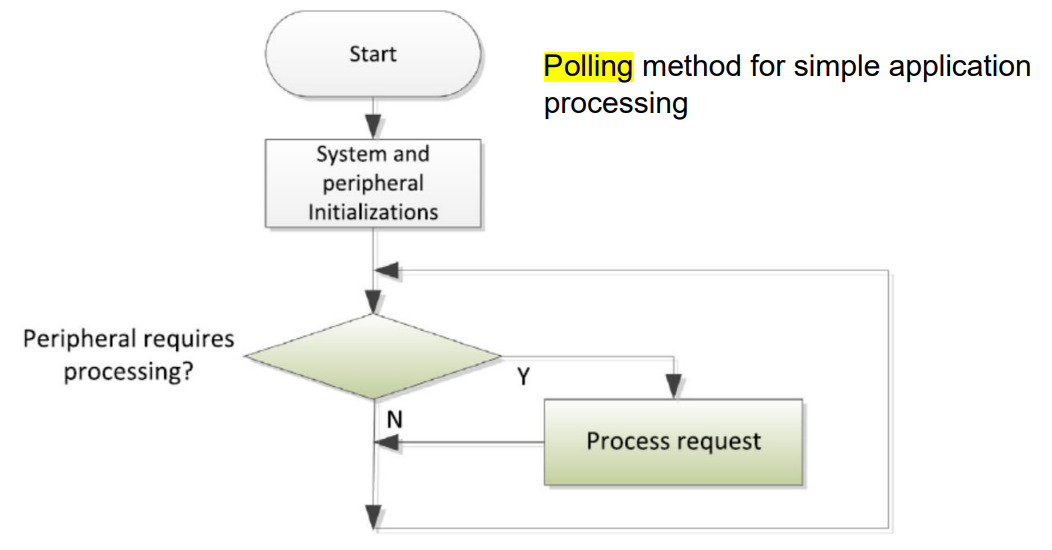 Start
Polling method for simple application
processing
System and
peripheral
Initializations
Peripheral requires
processing?
Y
N
Process request